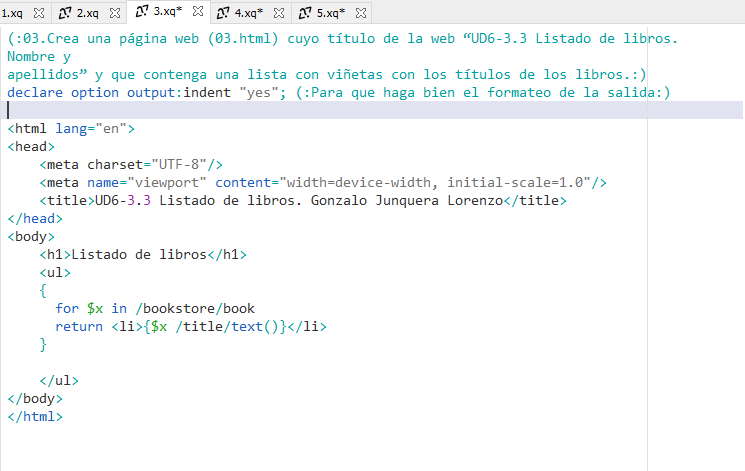 1.xq 2.xq 3.xq* 4.xq* 5.xq*
(:03.Crea una página web (03.html) cuyo título de la web “UD6-3.3 Listado de libros.
Nombre y
apellidos” y que contenga una lista con viñetas con los títulos de los libros.:)
declare option output:indent "yes"; (:Para que haga bien el formateo de la salida:)
<html lang="en">
<head>
<meta charset="UTF-8"/>
<meta name="viewport" content="width=device-width, initial-scale=1.0"/>
<title>UD6-3.3 Listado de libros. Gonzalo Junquera Lorenzo</title>
</head>
<body>
<h1>Listado de libros</h1>
<ul>
{
for $x in /bookstore/book
return <li>{$x /title/text()}</li>
}
</ul>
</body>
</html>